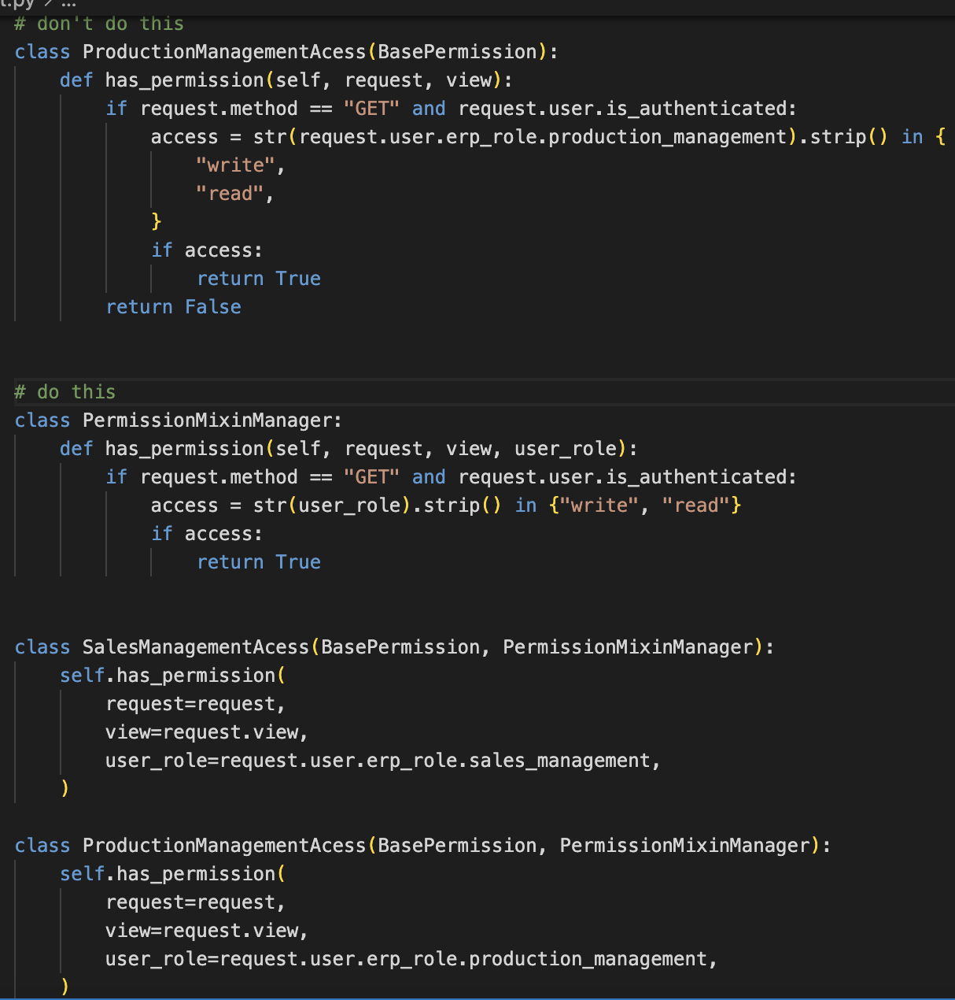 t.py > ...
# don't do this
class ProductionManagementAcess(BasePermission):
    def has_permission(self, request, view):
        if request.method == "GET" and request.user.is_authenticated:
            access = str(request.user.erp_role.production_management).strip() in {
                "write",
                "read",
            }
            if access:
                return True
        return False
# do this
class PermissionMixinManager:
    def has_permission(self, request, view, user_role):
        if request.method == "GET" and request.user.is_authenticated:
            access = str(user_role).strip() in {"write", "read"}
            if access:
                return True
class SalesManagementAcess(BasePermission, PermissionMixinManager):
    self.has_permission(
        request=request,
        view=request.view,
        user_role=request.user.erp_role.sales_management,
    )
class ProductionManagementAcess(BasePermission, PermissionMixinManager):
    self.has_permission(
        request=request,
        view=request.view,
        user_role=request.user.erp_role.production_management,
    )